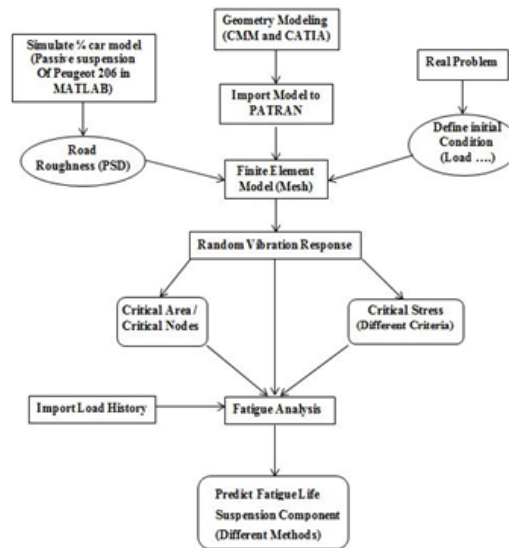 Simulate ¼ car model
(Passive suspension
Of Peugeot 206 in
MATLAB)
Geometry Modeling
(CMM and CATIA)
Real Problem
Import Model to
PATRAN
Road
Roughness (PSD)
Define initial
Condition
(Load ....)
Finite Element
Model (Mesh)
Random Vibration Response
Critical Area /
Critical Nodes
Critical Stress
(Different Criteria)
Import Load History
Fatigue Analysis
Predict Fatigue Life
Suspension Component
(Different Methods)